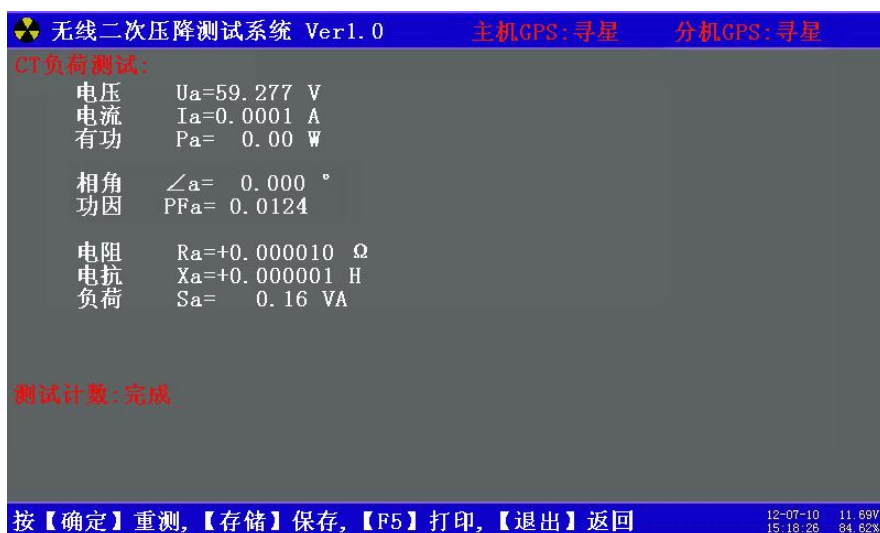 无线二次压降测试系统 Ver1.0 主机GPS:寻星 分机GPS:寻星
CT负荷测试:
电压 Ua=59.277 V
电流 Ia=0.0001 A
有功 Pa= 0.00 W
相角 ∠a= 0.000 °
功因 PFa= 0.0124
电阻 Ra=+0.000010 Ω
电抗 Xa=+0.000001 H
负荷 Sa= 0.16 VA
测试计数:完成
按【确定】重测,【存储】保存,【F5】打印,【退出】返回 12-07-10 11.69V
15:18:26 84.62%